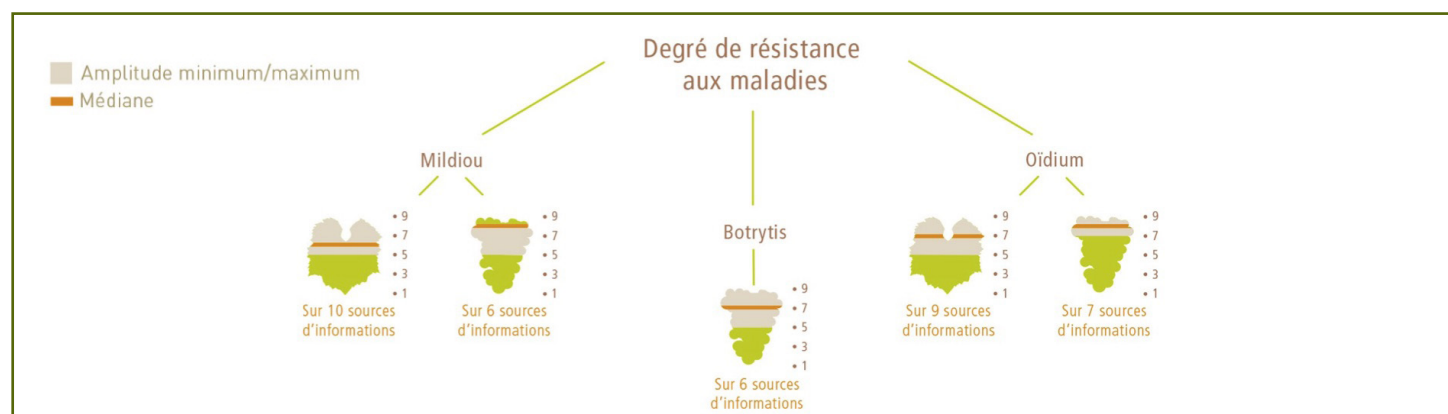 Degré de résistance
aux maladies
Amplitude minimum/maximum
Médiane
Mildiou
• 9
• 7
• 5
• 3
• 1
Sur 10 sources
d'informations
• 9
• 7
• 5
• 3
• 1
Sur 6 sources
d'informations
Botrytis
• 9
• 7
• 5
• 3
• 1
Sur 6 sources
d'informations
Oïdium
• 9
• 7
• 5
• 3
• 1
Sur 9 sources
d'informations
• 9
• 7
• 5
• 3
• 1
Sur 7 sources
d'informations